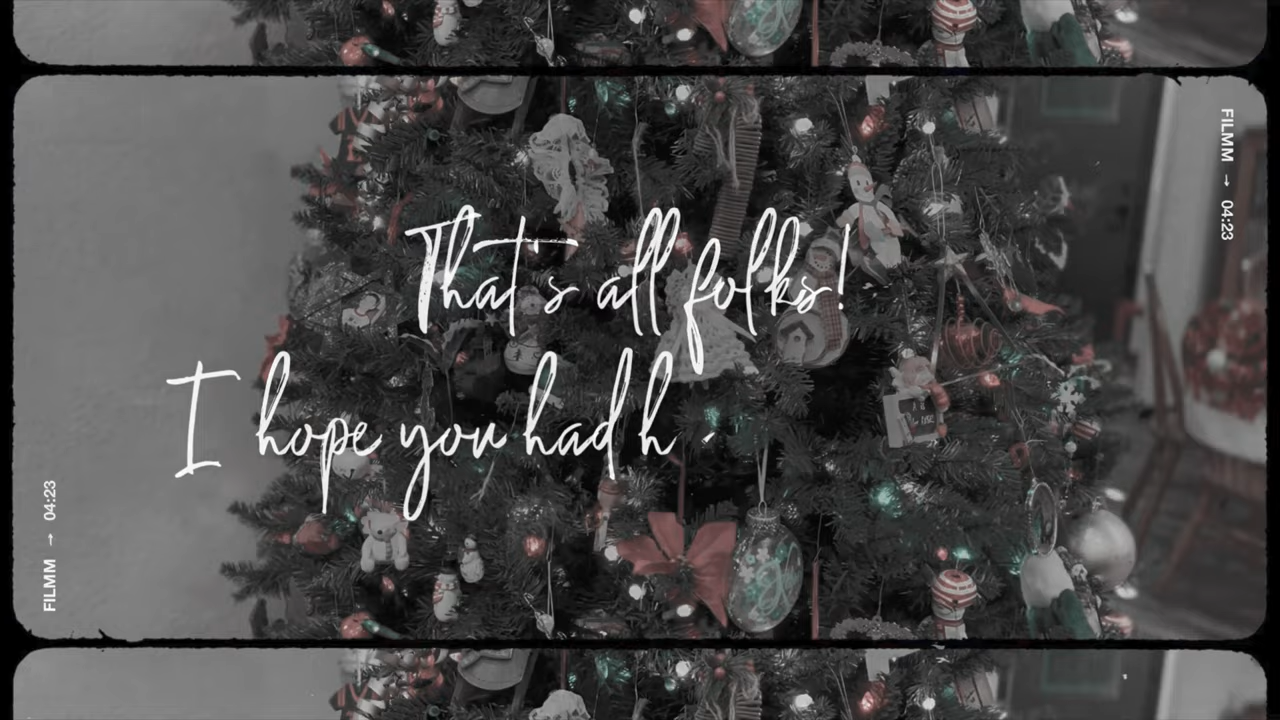 FILMM → 04:23
That's all folks!
I hope you had h
FILMM → 04:23